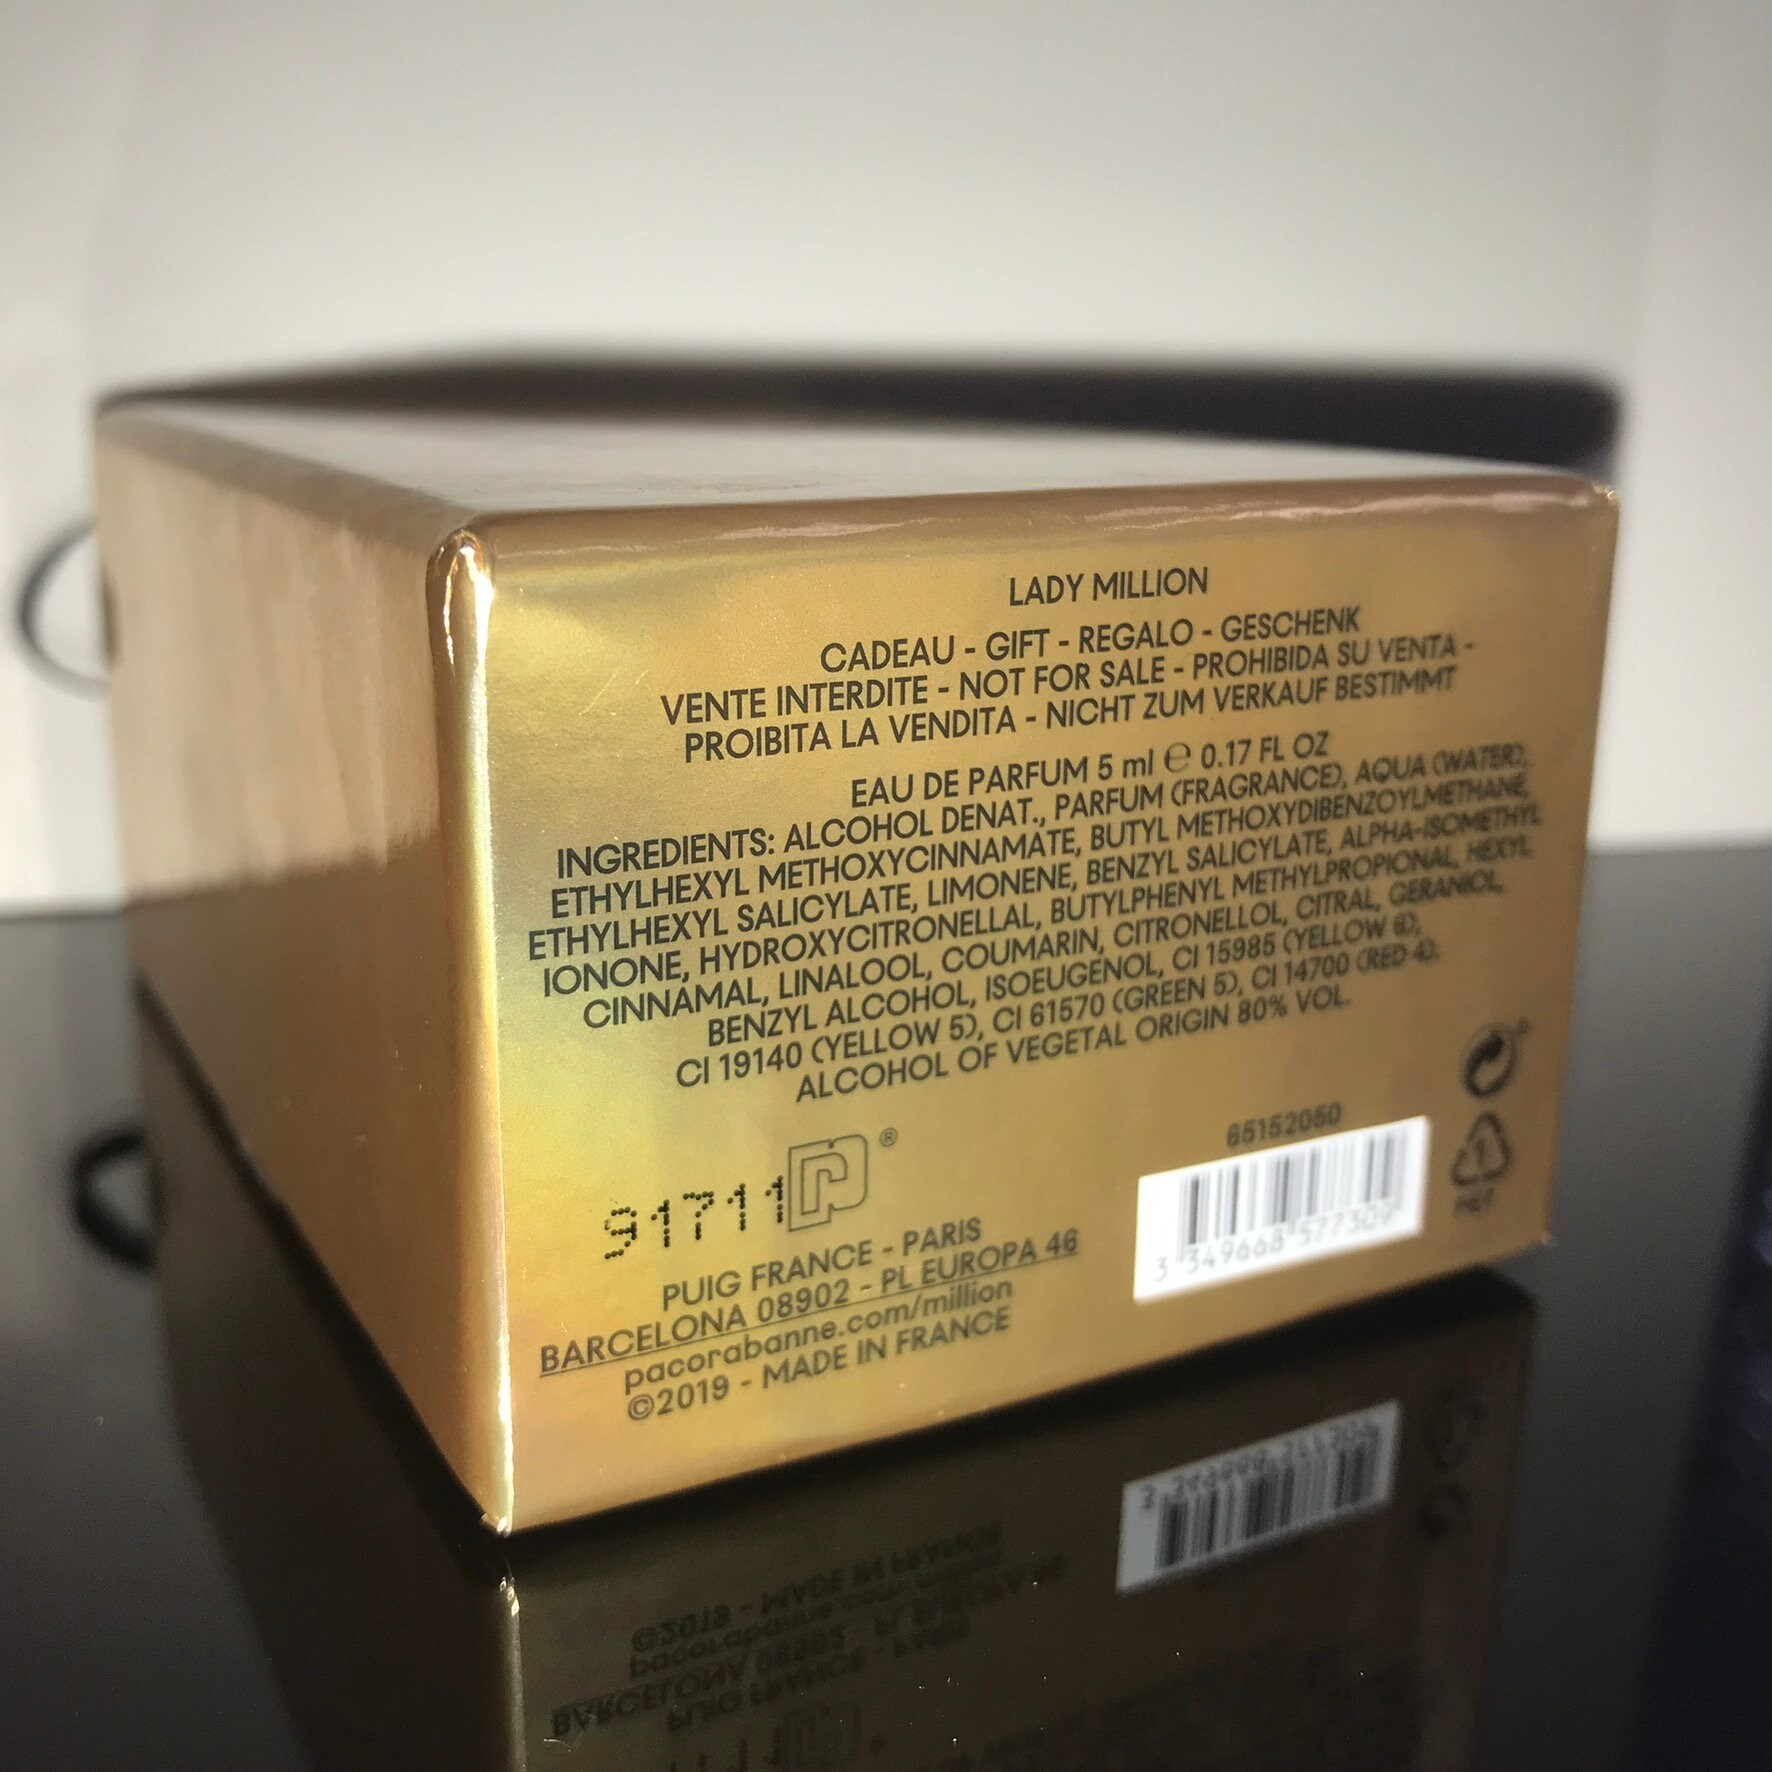 LADY MILLION
CADEAU - GIFT - REGALO - GESCHENK
VENTE INTERDITE - NOT FOR SALE - PROHIBIDA SU VENTA -
PROIBITA LA VENDITA - NICHT ZUM VERKAUF BESTIMMT
EAU DE PARFUM 5 ml ℮ 0.17 FL OZ
INGREDIENTS: ALCOHOL DENAT., PARFUM (FRAGRANCE), AQUA (WATER),
ETHYLHEXYL METHOXYCINNAMATE, BUTYL METHOXYDIBENZOYLMETHANE,
ETHYLHEXYL SALICYLATE, LIMONENE, BENZYL SALICYLATE, ALPHA-ISOMETHYL
IONONE, HYDROXYCITRONELLAL, BUTYLPHENYL METHYLPROPIONAL, HEXYL
CINNAMAL, LINALOOL, COUMARIN, CITRONELLOL, CITRAL, GERANIOL,
BENZYL ALCOHOL, ISOEUGENOL, CI 15985 (YELLOW 6),
CI 19140 (YELLOW 5), CI 61570 (GREEN 5), CI 14700 (RED 4).
ALCOHOL OF VEGETAL ORIGIN 80% VOL.
91711
®
PUIG FRANCE - PARIS
BARCELONA 08902 - PL EUROPA 46
pacorabanne.com/million
©2019 - MADE IN FRANCE
65152050
3 349668 577309
1